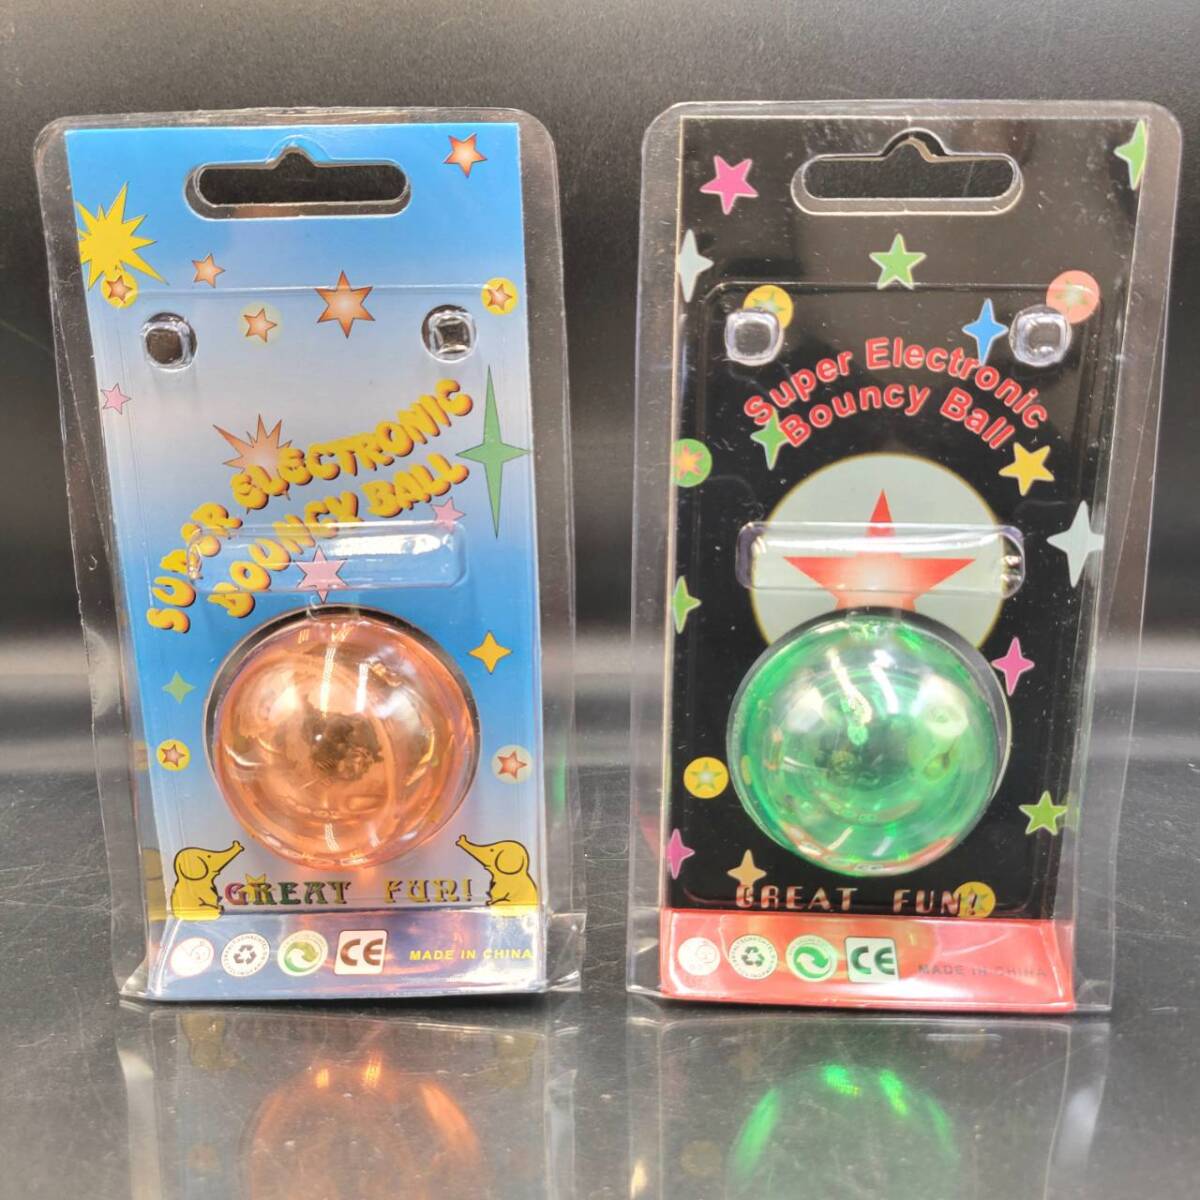 SUPER ELECTRONIC
BOUNCY BALL
GREAT FUN!
CE
MADE IN CHINA
Super Electronic
Bouncy Ball
GREAT FUN!
CE
MADE IN CHINA